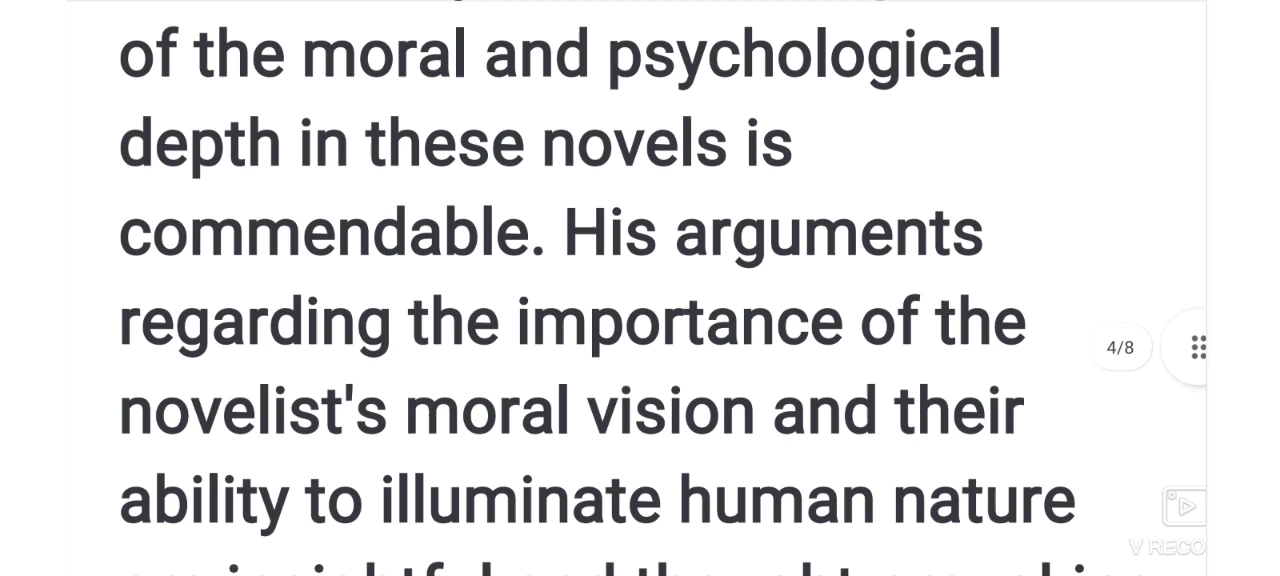 of the moral and psychological
depth in these novels is
commendable. His arguments
regarding the importance of the
novelist's moral vision and their
ability to illuminate human nature
4/8
V RECO